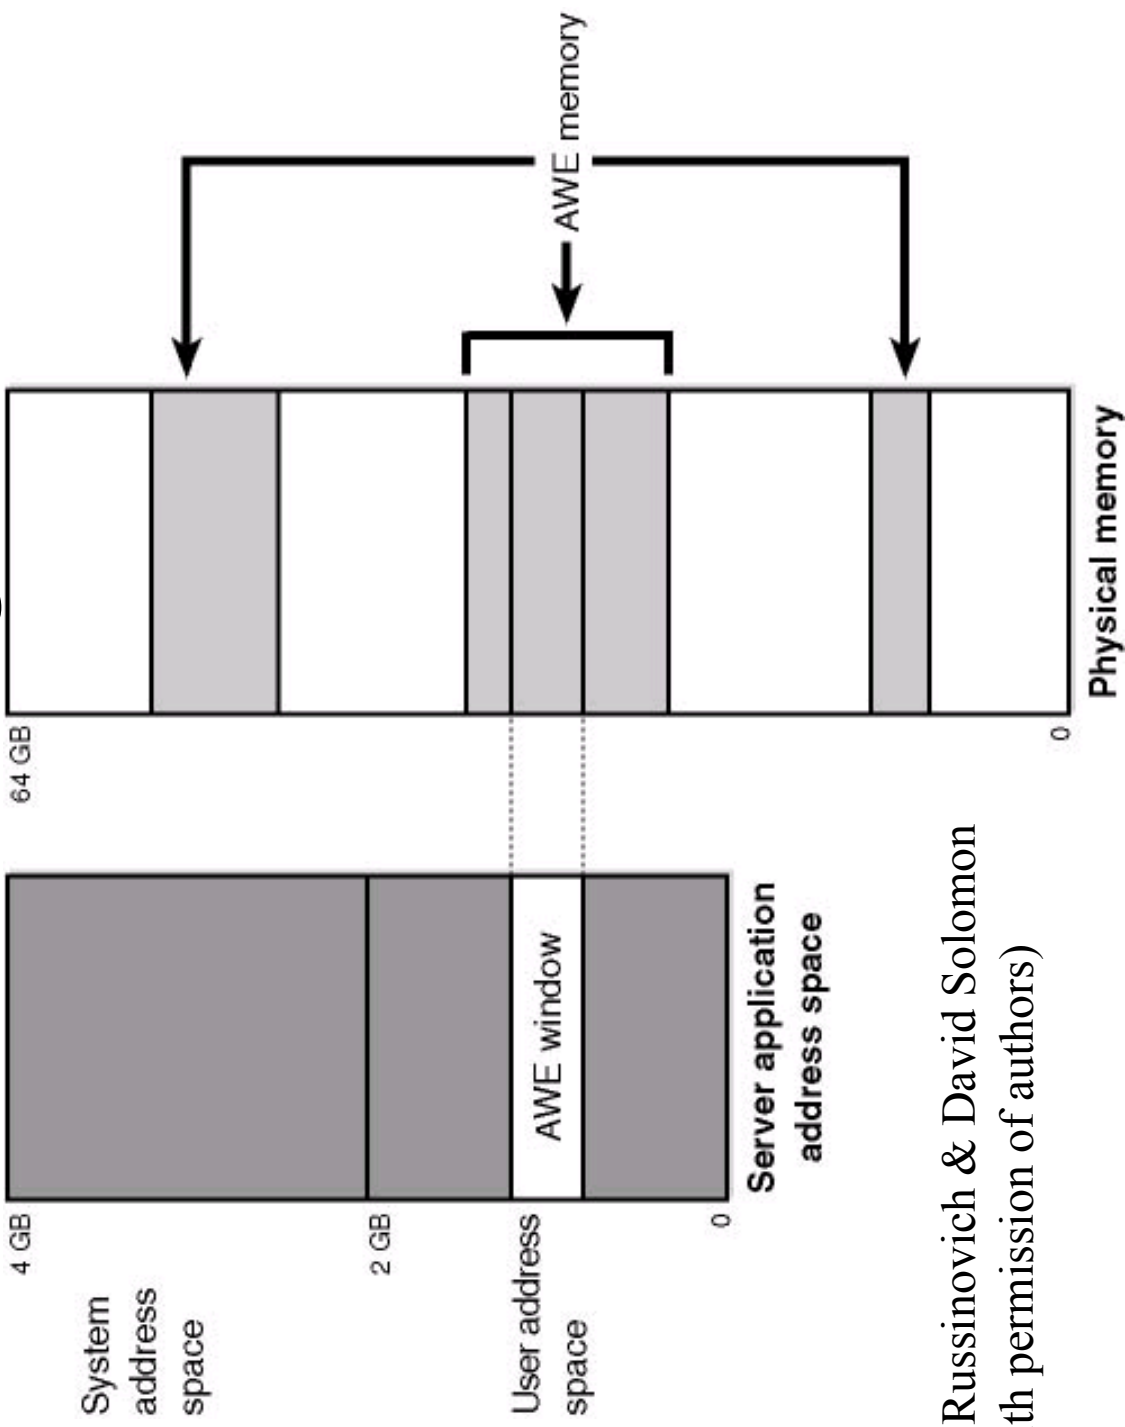 64 GB
4 GB
System
address
space
2 GB
User address
space
AWE window
AWE memory
0
0
Server application
address space
Physical memory
Russinovich & David Solomon
th permission of authors)